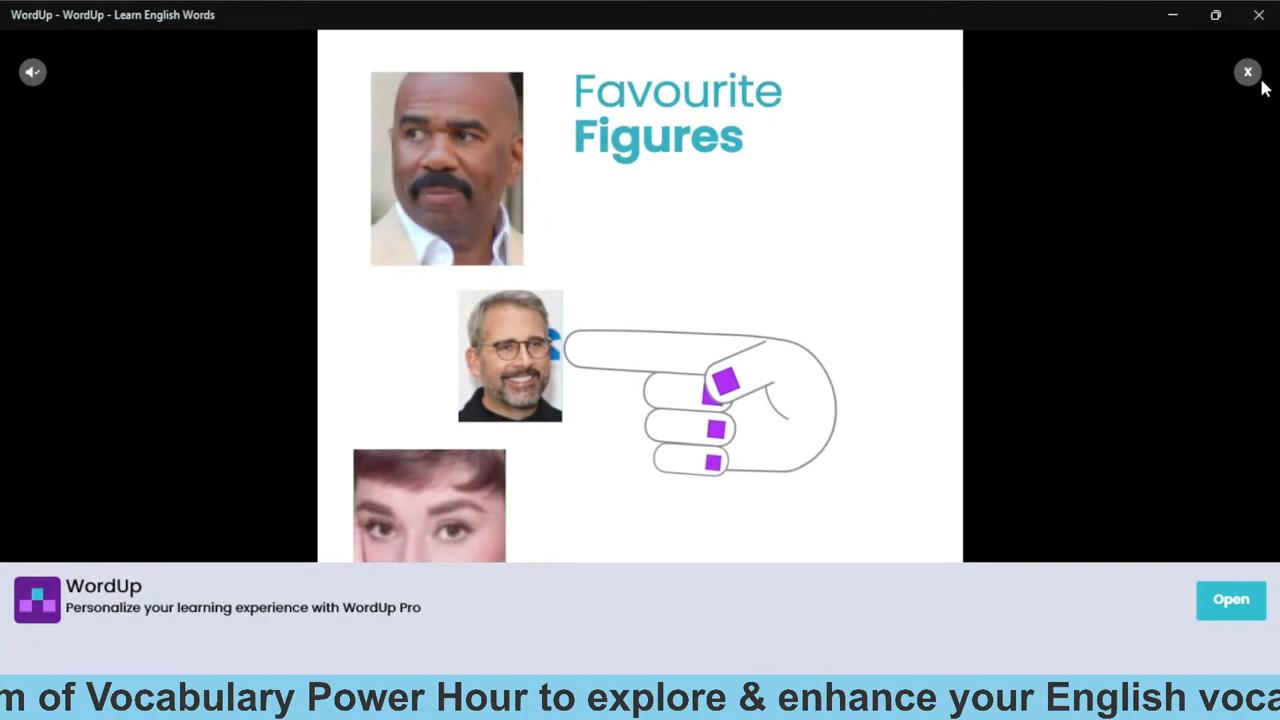 WordUp - WordUp - Learn English Words
x
Favourite
Figures
WordUp
Personalize your learning experience with WordUp Pro
Open
m of Vocabulary Power Hour to explore & enhance your English voca